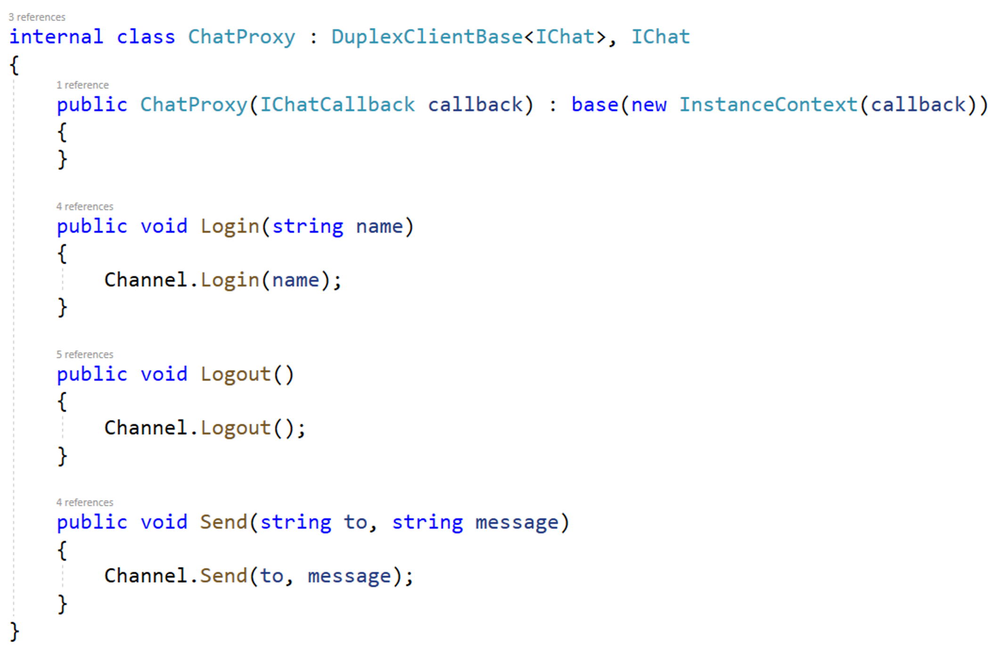 3 references
internal class ChatProxy : DuplexClientBase<IChat>, IChat
{
1 reference
public ChatProxy(IChatCallback callback) : base(new InstanceContext(callback))
{
}
4 references
public void Login(string name)
{
Channel.Login(name);
}
5 references
public void Logout()
{
Channel.Logout();
}
4 references
public void Send(string to, string message)
{
Channel.Send(to, message);
}
}